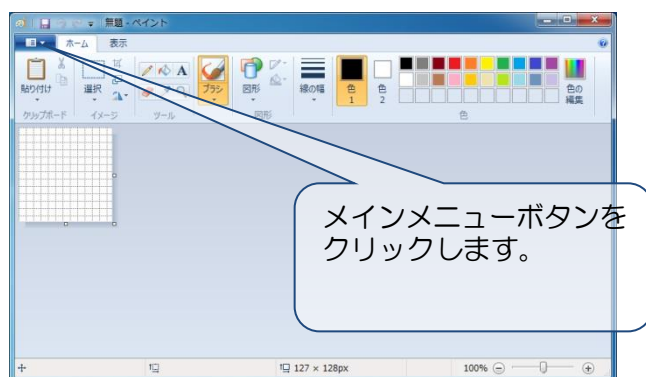 無題 - ペイント
ホーム 表示
貼り付け
選択
A
ブラシ
図形
線の幅
色
1
色
2
色の
編集
クリップボード イメージ ツール 図形 色
メインメニューボタンを
クリックします。
127 × 128px 100%